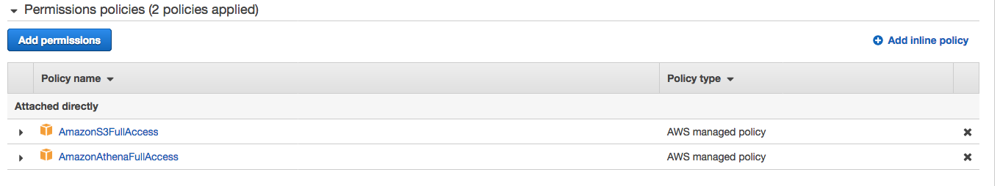 Permissions policies (2 policies applied)
Add permissions
Add inline policy
Policy name Policy type
Attached directly
AmazonS3FullAccess AWS managed policy
AmazonAthenaFullAccess AWS managed policy